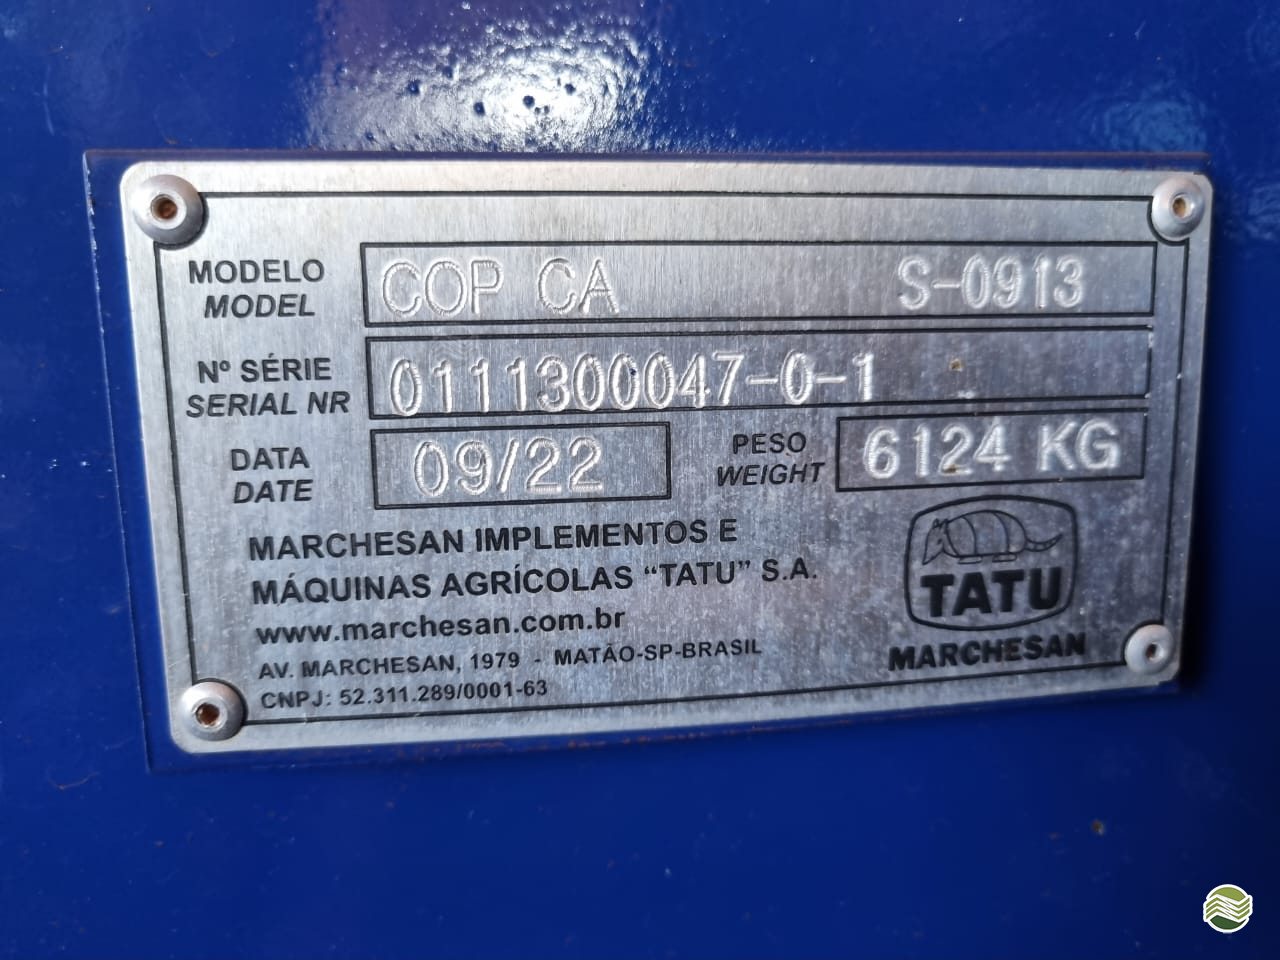 MODELO
MODEL
COP CA S-0913
Nº SÉRIE
SERIAL NR
0111300047-0-1
DATA
DATE
09/22
PESO
WEIGHT
6124 KG
MARCHESAN IMPLEMENTOS E
MÁQUINAS AGRÍCOLAS “TATU” S.A.
www.marchesan.com.br
AV. MARCHESAN, 1979 - MATÃO-SP-BRASIL
CNPJ: 52.311.289/0001-63
TATU
MARCHESAN